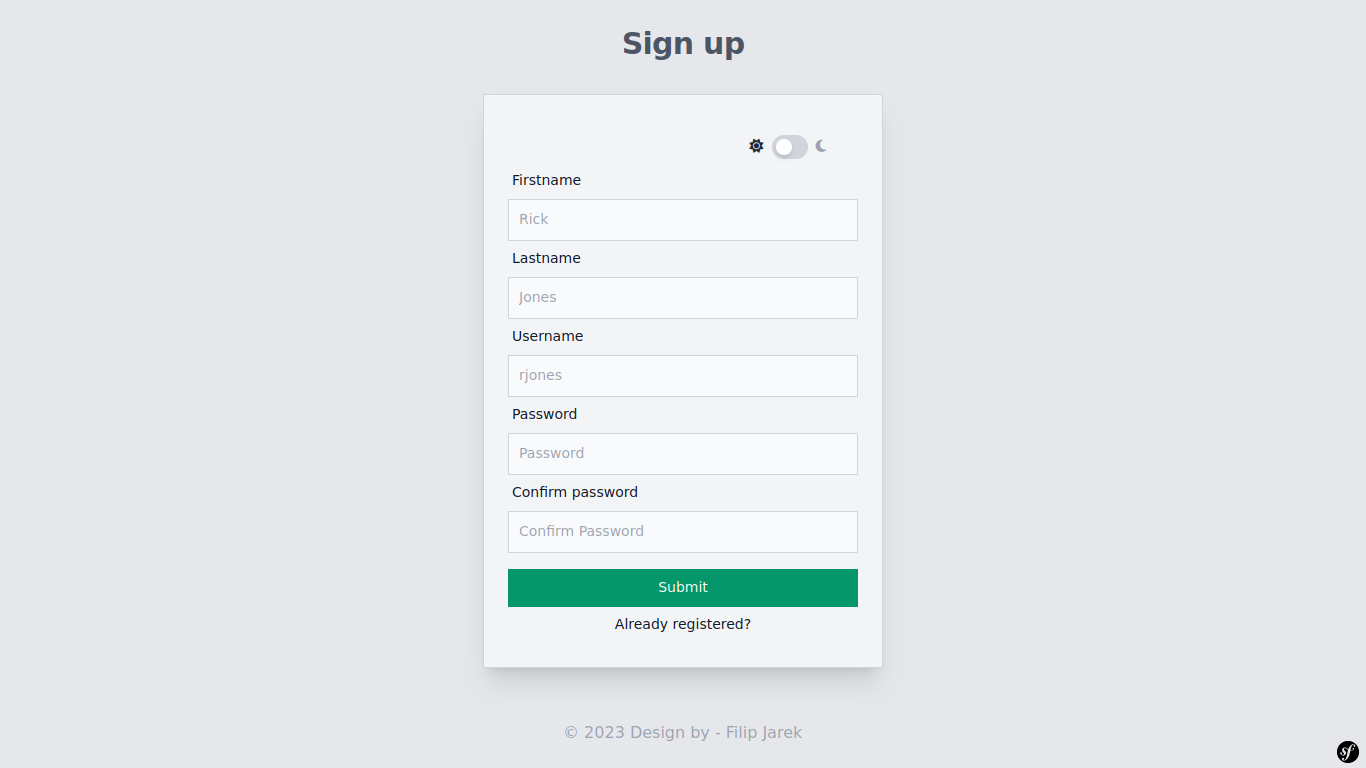 Sign up
Firstname
Rick
Lastname
Jones
Username
rjones
Password
Password
Confirm password
Confirm Password
Submit
Already registered?
© 2023 Design by - Filip Jarek
sf